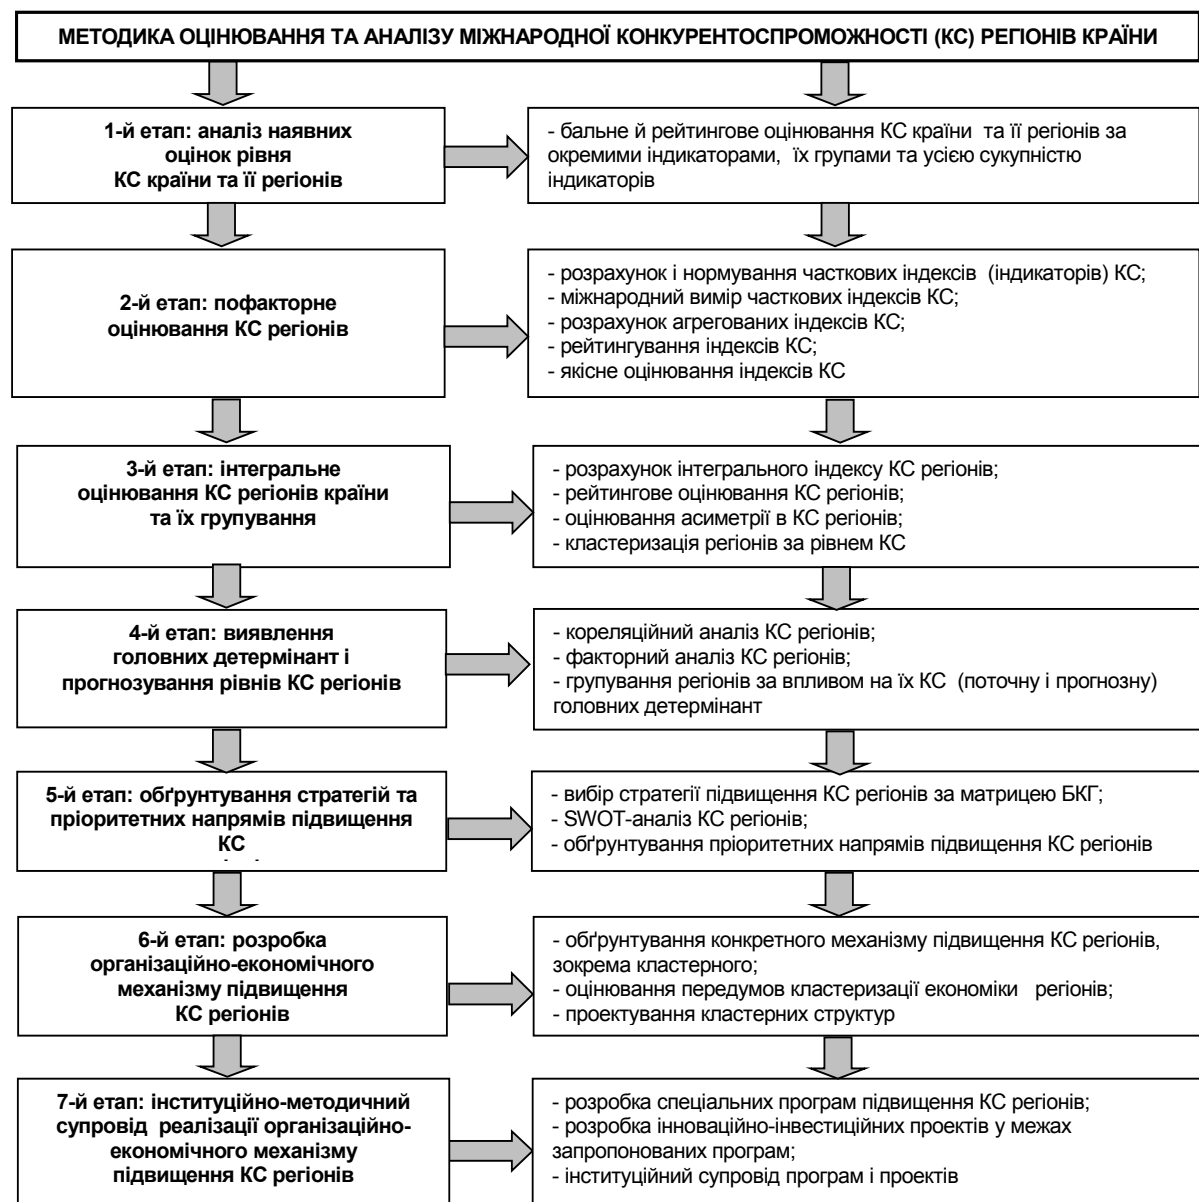 МЕТОДИКА ОЦІНЮВАННЯ ТА АНАЛІЗУ МІЖНАРОДНОЇ КОНКУРЕНТОСПРОМОЖНОСТІ (КС) РЕГІОНІВ КРАЇНИ
1-й етап: аналіз наявних
оцінок рівня
КС країни та її регіонів
- бальне й рейтингове оцінювання КС країни та її регіонів за
окремими індикаторами, їх групами та усією сукупністю
індикаторів
2-й етап: пофакторне
оцінювання КС регіонів
- розрахунок і нормування часткових індексів (індикаторів) КС;
- міжнародний вимір часткових індексів КС;
- розрахунок агрегованих індексів КС;
- рейтингування індексів КС;
- якісне оцінювання індексів КС
3-й етап: інтегральне
оцінювання КС регіонів країни
та їх групування
- розрахунок інтегрального індексу КС регіонів;
- рейтингове оцінювання КС регіонів;
- оцінювання асиметрії в КС регіонів;
- кластеризація регіонів за рівнем КС
4-й етап: виявлення
головних детермінант і
прогнозування рівнів КС регіонів
- кореляційний аналіз КС регіонів;
- факторний аналіз КС регіонів;
- групування регіонів за впливом на їх КС (поточну і прогнозну)
головних детермінант
5-й етап: обґрунтування стратегій та
пріоритетних напрямів підвищення
КС
- вибір стратегії підвищення КС регіонів за матрицею БКГ;
- SWOT-аналіз КС регіонів;
- обґрунтування пріоритетних напрямів підвищення КС регіонів
6-й етап: розробка
організаційно-економічного
механізму підвищення
КС регіонів
- обґрунтування конкретного механізму підвищення КС регіонів,
зокрема кластерного;
- оцінювання передумов кластеризації економіки регіонів;
- проектування кластерних структур
7-й етап: інституційно-методичний
супровід реалізації організаційно-
економічного механізму
підвищення КС регіонів
- розробка спеціальних програм підвищення КС регіонів;
- розробка інноваційно-інвестиційних проектів у межах
запропонованих програм;
- інституційний супровід програм і проектів